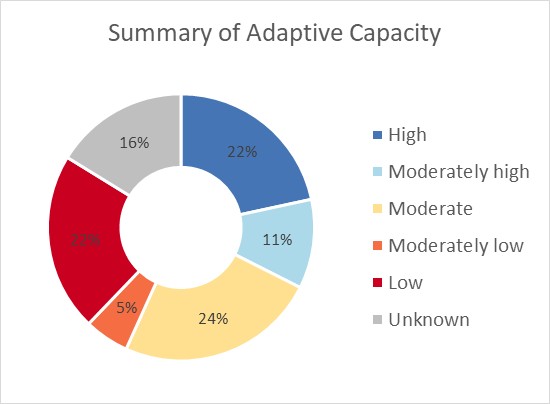 Summary of Adaptive Capacity
16%
22%
High
Moderately high
22%
11%
Moderate
Moderately low
5%
24%
Low
Unknown